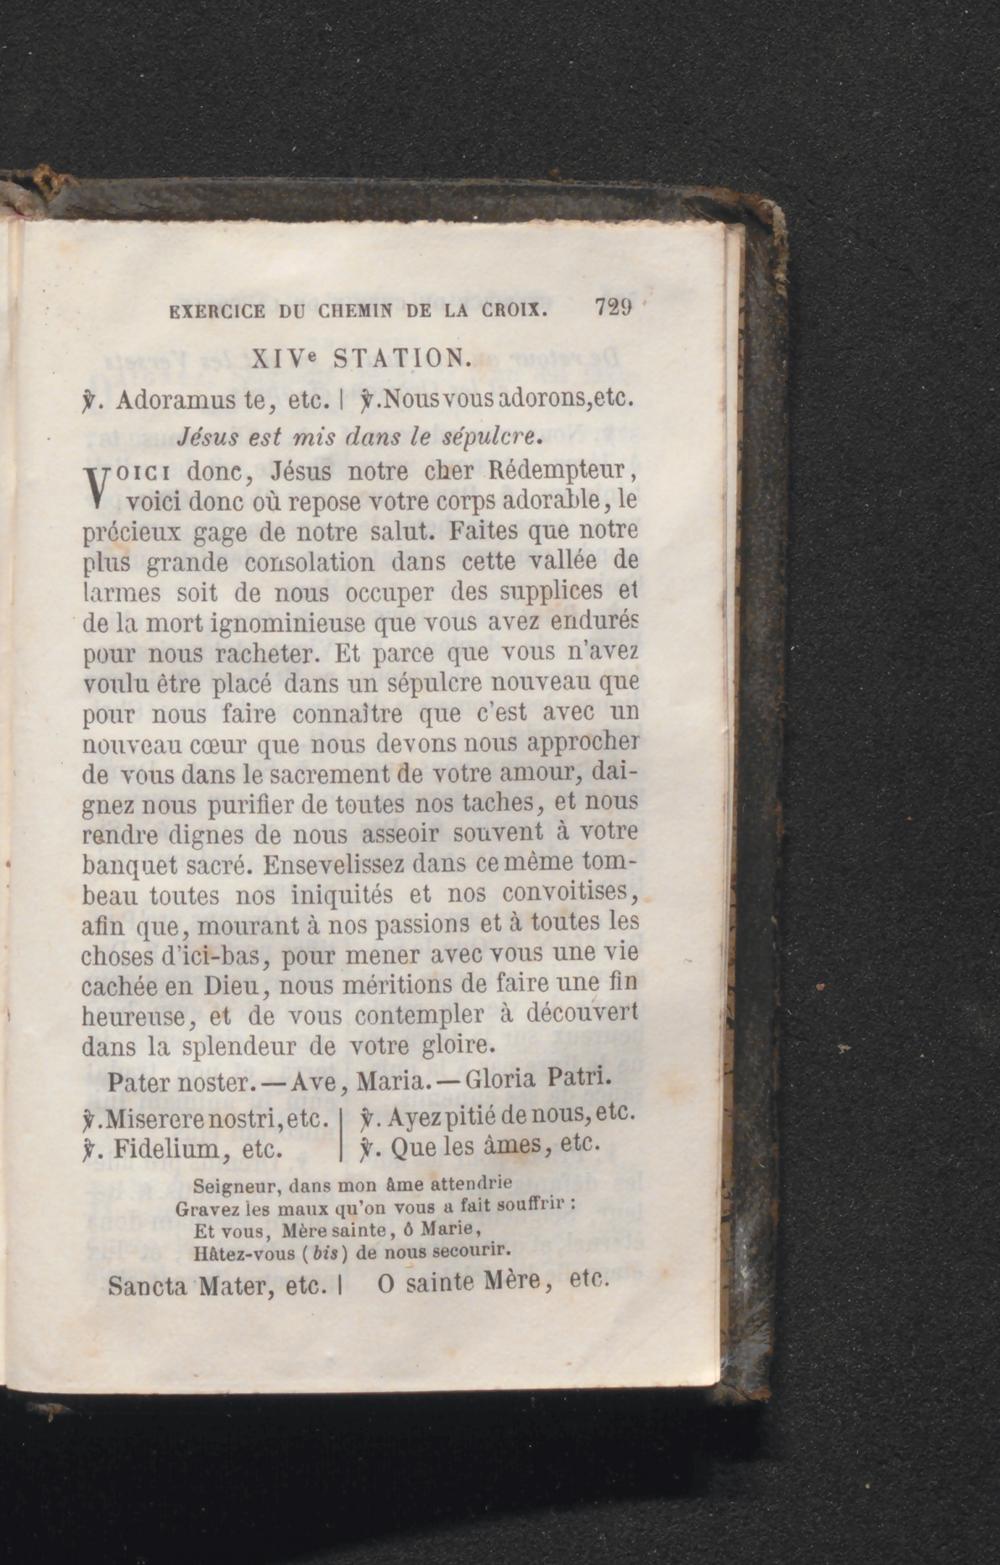 EXERCICE DU CHEMIN DE LA CROIX. 729
XIVe STATION.
℣. Adoramus te, etc. | ℣. Nous vous adorons, etc.
Jésus est mis dans le sépulcre.
VOICI donc, Jésus notre cher Rédempteur,
voici donc où repose votre corps adorable, le
précieux gage de notre salut. Faites que notre
plus grande consolation dans cette vallée de
larmes soit de nous occuper des supplices et
de la mort ignominieuse que vous avez endurés
pour nous racheter. Et parce que vous n'avez
voulu être placé dans un sépulcre nouveau que
pour nous faire connaître que c'est avec un
nouveau cœur que nous devons nous approcher
de vous dans le sacrement de votre amour, dai-
gnez nous purifier de toutes nos taches, et nous
rendre dignes de nous asseoir souvent à votre
banquet sacré. Ensevelissez dans ce même tom-
beau toutes nos iniquités et nos convoitises,
afin que, mourant à nos passions et à toutes les
choses d'ici-bas, pour mener avec vous une vie
cachée en Dieu, nous méritions de faire une fin
heureuse, et de vous contempler à découvert
dans la splendeur de votre gloire.
Pater noster. — Ave, Maria. — Gloria Patri.
℣. Miserere nostri, etc. | ℣. Ayez pitié de nous, etc.
℣. Fidelium, etc. | ℣. Que les âmes, etc.
Seigneur, dans mon âme attendrie
Gravez les maux qu'on vous a fait souffrir :
Et vous, Mère sainte, ô Marie,
Hâtez-vous (bis) de nous secourir.
Sancta Mater, etc. | O sainte Mère, etc.